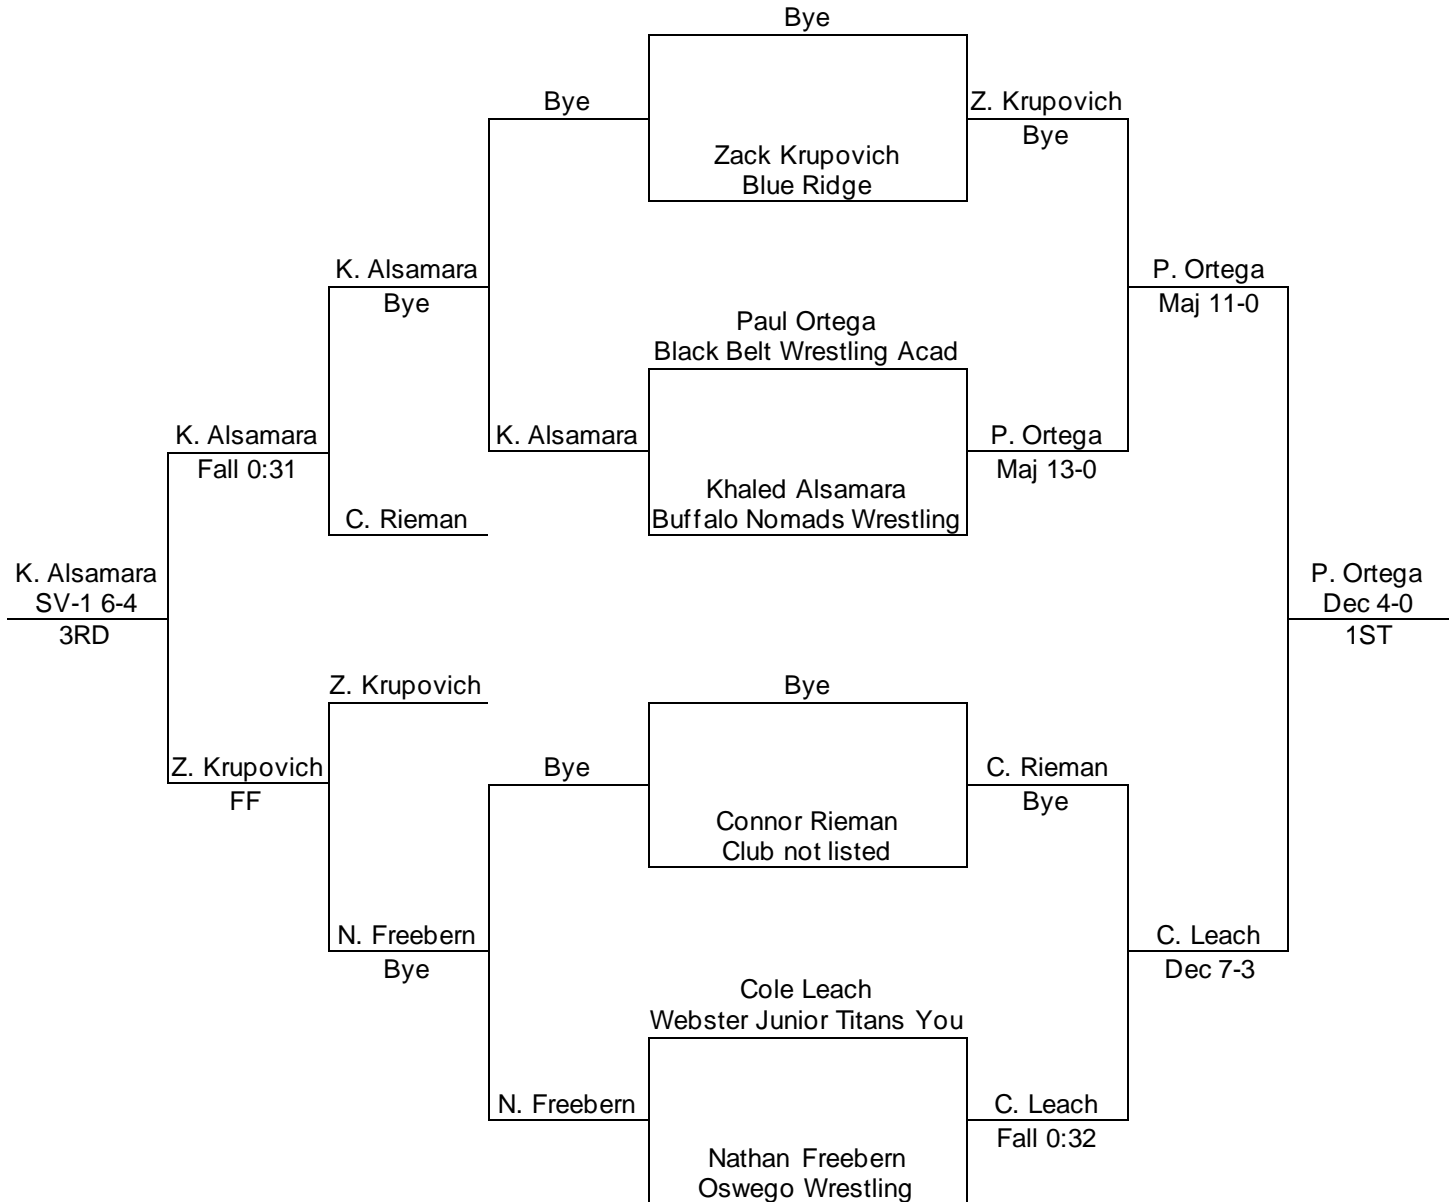 Bye
Bye
Z. Krupovich
Bye
Zack Krupovich
Blue Ridge
K. Alsamara
Bye
P. Ortega
Maj 11-0
Paul Ortega
Black Belt Wrestling Acad
K. Alsamara
Fall 0:31
K. Alsamara
P. Ortega
Maj 13-0
Khaled Alsamara
Buffalo Nomads Wrestling
C. Rieman
K. Alsamara
SV-1 6-4
3RD
P. Ortega
Dec 4-0
1ST
Z. Krupovich
Bye
Z. Krupovich
FF
Bye
C. Rieman
Bye
Connor Rieman
Club not listed
N. Freebern
Bye
C. Leach
Dec 7-3
Cole Leach
Webster Junior Titans You
N. Freebern
C. Leach
Fall 0:32
Nathan Freebern
Oswego Wrestling